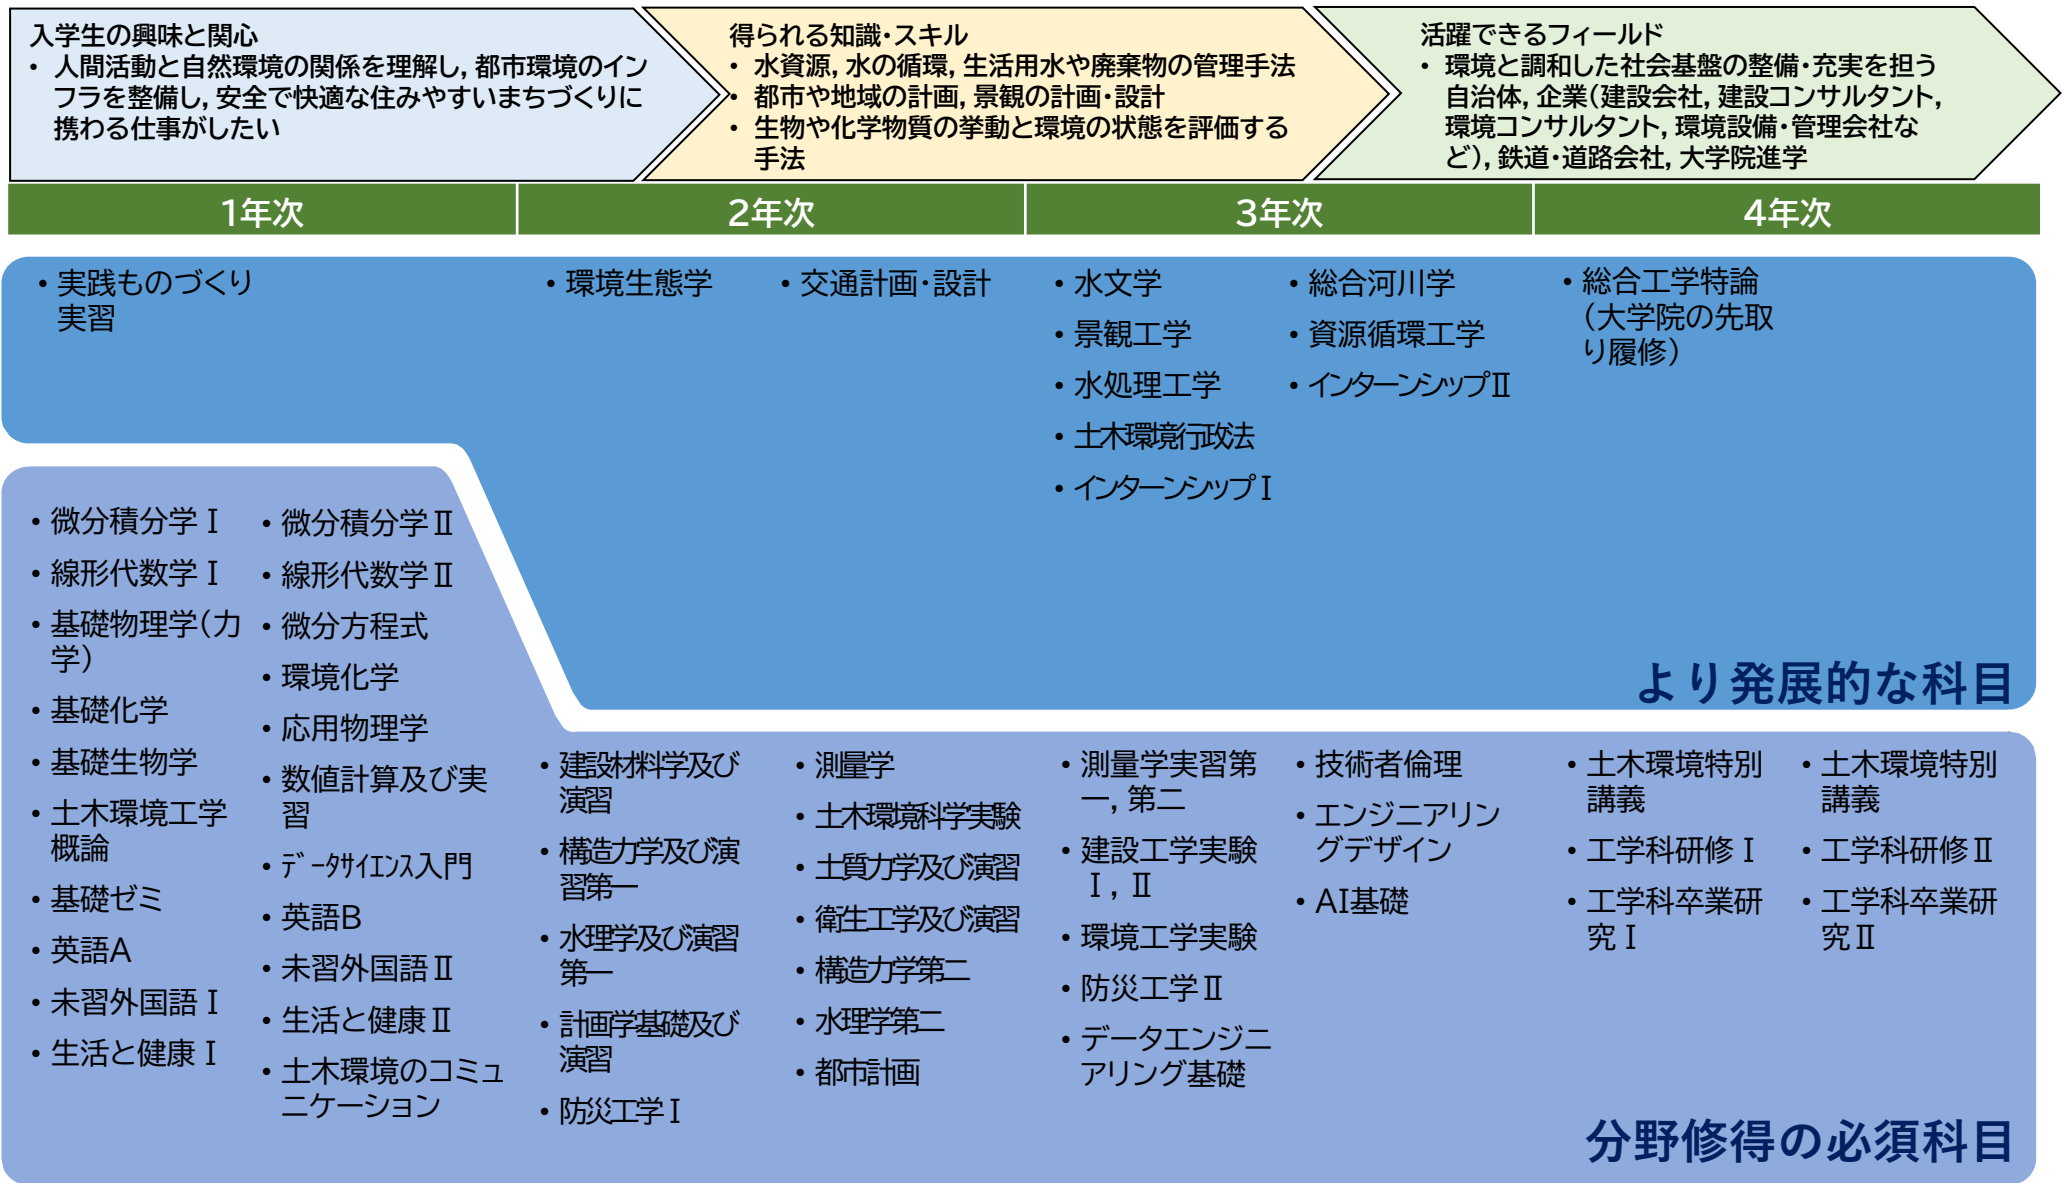 入学生の興味と関心
• 人間活動と自然環境の関係を理解し，都市環境のイン
フラを整備し，安全で快適な住みやすいまちづくりに
携わる仕事がしたい
得られる知識・スキル
• 水資源，水の循環，生活用水や廃棄物の管理手法
• 都市や地域の計画，景観の計画・設計
• 生物や化学物質の挙動と環境の状態を評価する
手法
活躍できるフィールド
• 環境と調和した社会基盤の整備・充実を担う
自治体，企業（建設会社，建設コンサルタント，
環境コンサルタント，環境設備・管理会社な
ど），鉄道・道路会社，大学院進学
1年次
2年次
3年次
4年次
• 実践ものづくり
実習
• 環境生態学
• 交通計画・設計
• 水文学
• 景観工学
• 水処理工学
• 土木環境行政法
• インターンシップⅠ
• 総合河川学
• 資源循環工学
• インターンシップⅡ
• 総合工学特論
（大学院の先取
り履修）
より発展的な科目
• 微分積分学Ⅰ
• 線形代数学Ⅰ
• 基礎物理学（力
学）
• 基礎化学
• 基礎生物学
• 土木環境工学
概論
• 基礎ゼミ
• 英語A
• 未習外国語Ⅰ
• 生活と健康Ⅰ
• 微分積分学Ⅱ
• 線形代数学Ⅱ
• 微分方程式
• 環境化学
• 応用物理学
• 数値計算及び実
習
• ﾃﾞｰﾀｻｲｴﾝｽ入門
• 英語B
• 未習外国語Ⅱ
• 生活と健康Ⅱ
• 土木環境のコミュ
ニケーション
• 建設材料学及び
演習
• 構造力学及び演
習第一
• 水理学及び演習
第一
• 計画学基礎及び
演習
• 防災工学Ⅰ
• 測量学
• 土木環境科学実験
• 土質力学及び演習
• 衛生工学及び演習
• 構造力学第二
• 水理学第二
• 都市計画
• 測量学実習第
一，第二
• 建設工学実験
Ⅰ，Ⅱ
• 環境工学実験
• 防災工学Ⅱ
• データエンジニ
アリング基礎
• 技術者倫理
• エンジニアリン
グデザイン
• AI基礎
• 土木環境特別
講義
• 工学科研修Ⅰ
• 工学科卒業研
究Ⅰ
• 土木環境特別
講義
• 工学科研修Ⅱ
• 工学科卒業研
究Ⅱ
分野修得の必須科目